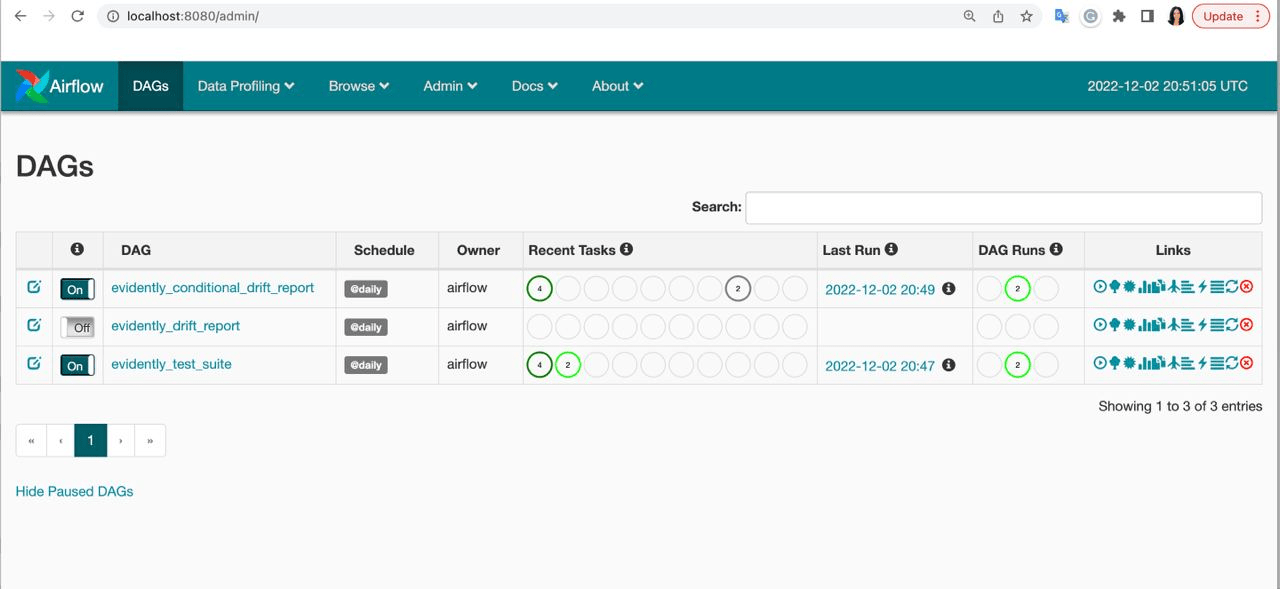 localhost:8080/admin/
Update
Airflow DAGs Data Profiling Browse Admin Docs About 2022-12-02 20:51:05 UTC
DAGs
Search:
DAG Schedule Owner Recent Tasks Last Run DAG Runs Links
On evidently_conditional_drift_report @daily airflow 4 2 2022-12-02 20:49 2
Off evidently_drift_report @daily airflow
On evidently_test_suite @daily airflow 4 2 2022-12-02 20:47 2
Showing 1 to 3 of 3 entries
« ‹ 1 › »
Hide Paused DAGs